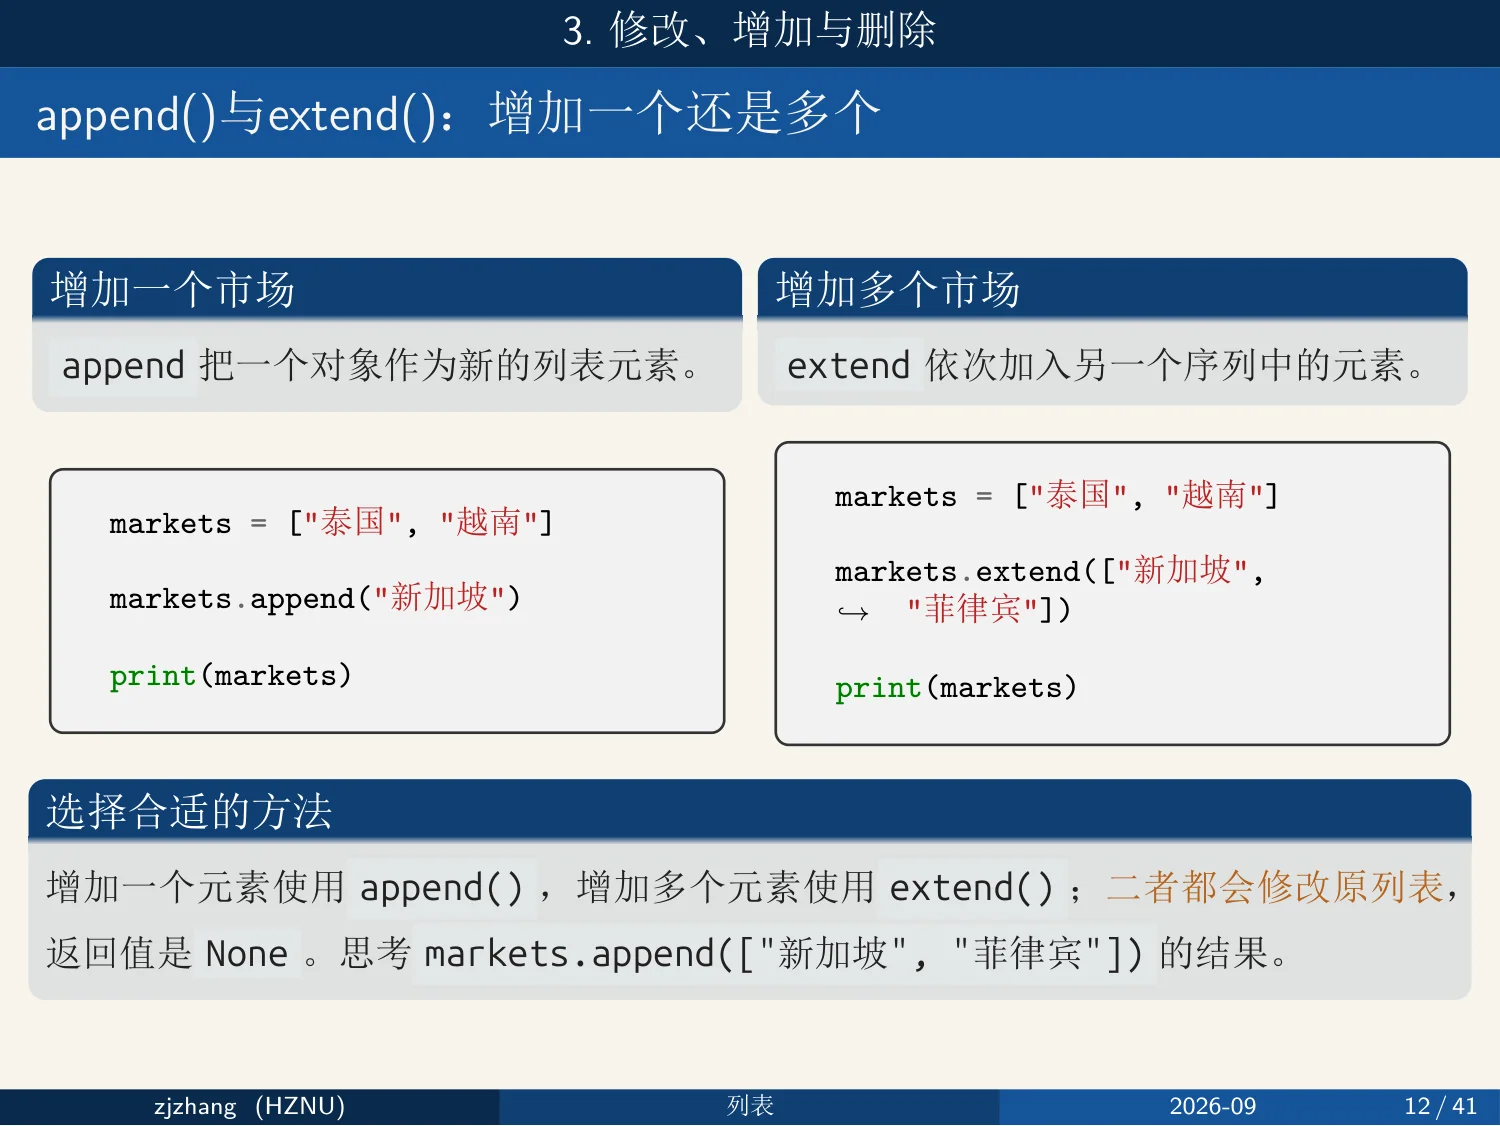 3. 修改、增加与删除
append()与extend()：增加一个还是多个
增加一个市场
append 把一个对象作为新的列表元素。
markets = ["泰国", "越南"]
markets.append("新加坡")
print(markets)
增加多个市场
extend 依次加入另一个序列中的元素。
markets = ["泰国", "越南"]
markets.extend(["新加坡",
↪ "菲律宾"])
print(markets)
选择合适的方法
增加一个元素使用 append() ，增加多个元素使用 extend() ；二者都会修改原列表，
返回值是 None 。思考 markets.append(["新加坡", "菲律宾"]) 的结果。
zjzhang (HZNU)
列表
2026-09
12 / 41